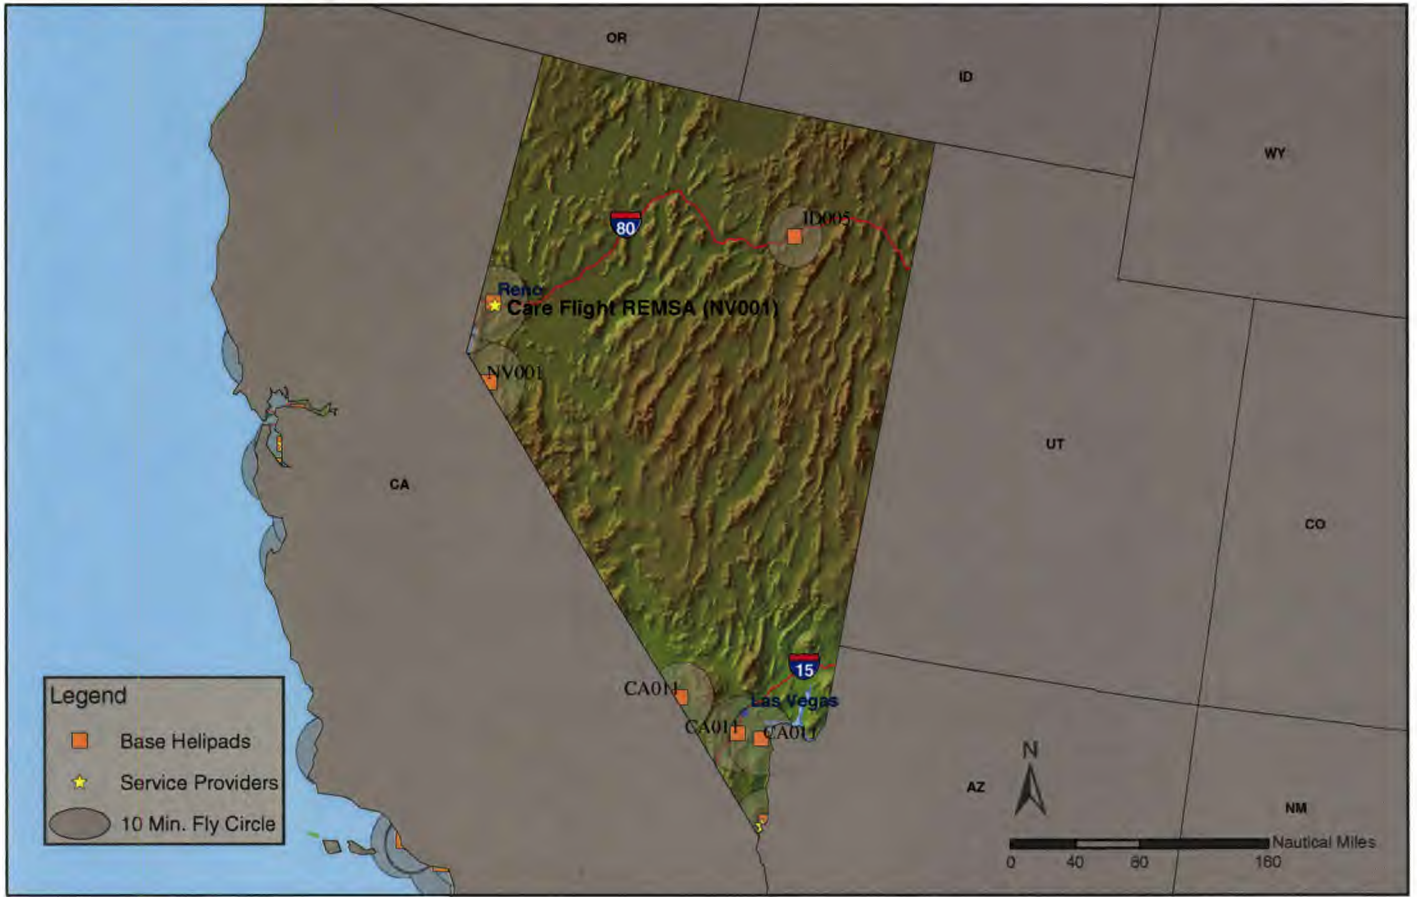 OR
ID
WY
80
ID005
Reno
Care Flight REMSA (NV001)
NV001
UT
CA
CO
15
CA011
Las Vegas
CA011
CA011
Legend
Base Helipads
Service Providers
10 Min. Fly Circle
N
AZ
NM
Nautical Miles
0 40 80 160